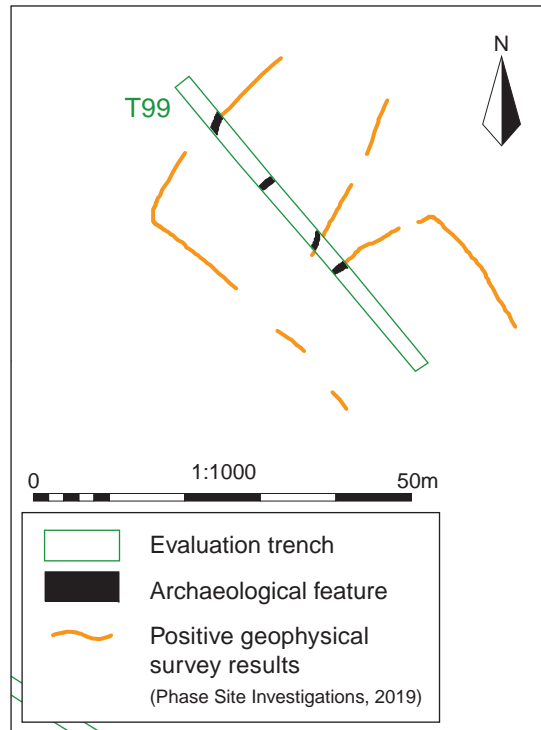 N
T99
1:1000
0 50m
Evaluation trench
Archaeological feature
Positive geophysical
survey results
(Phase Site Investigations, 2019)